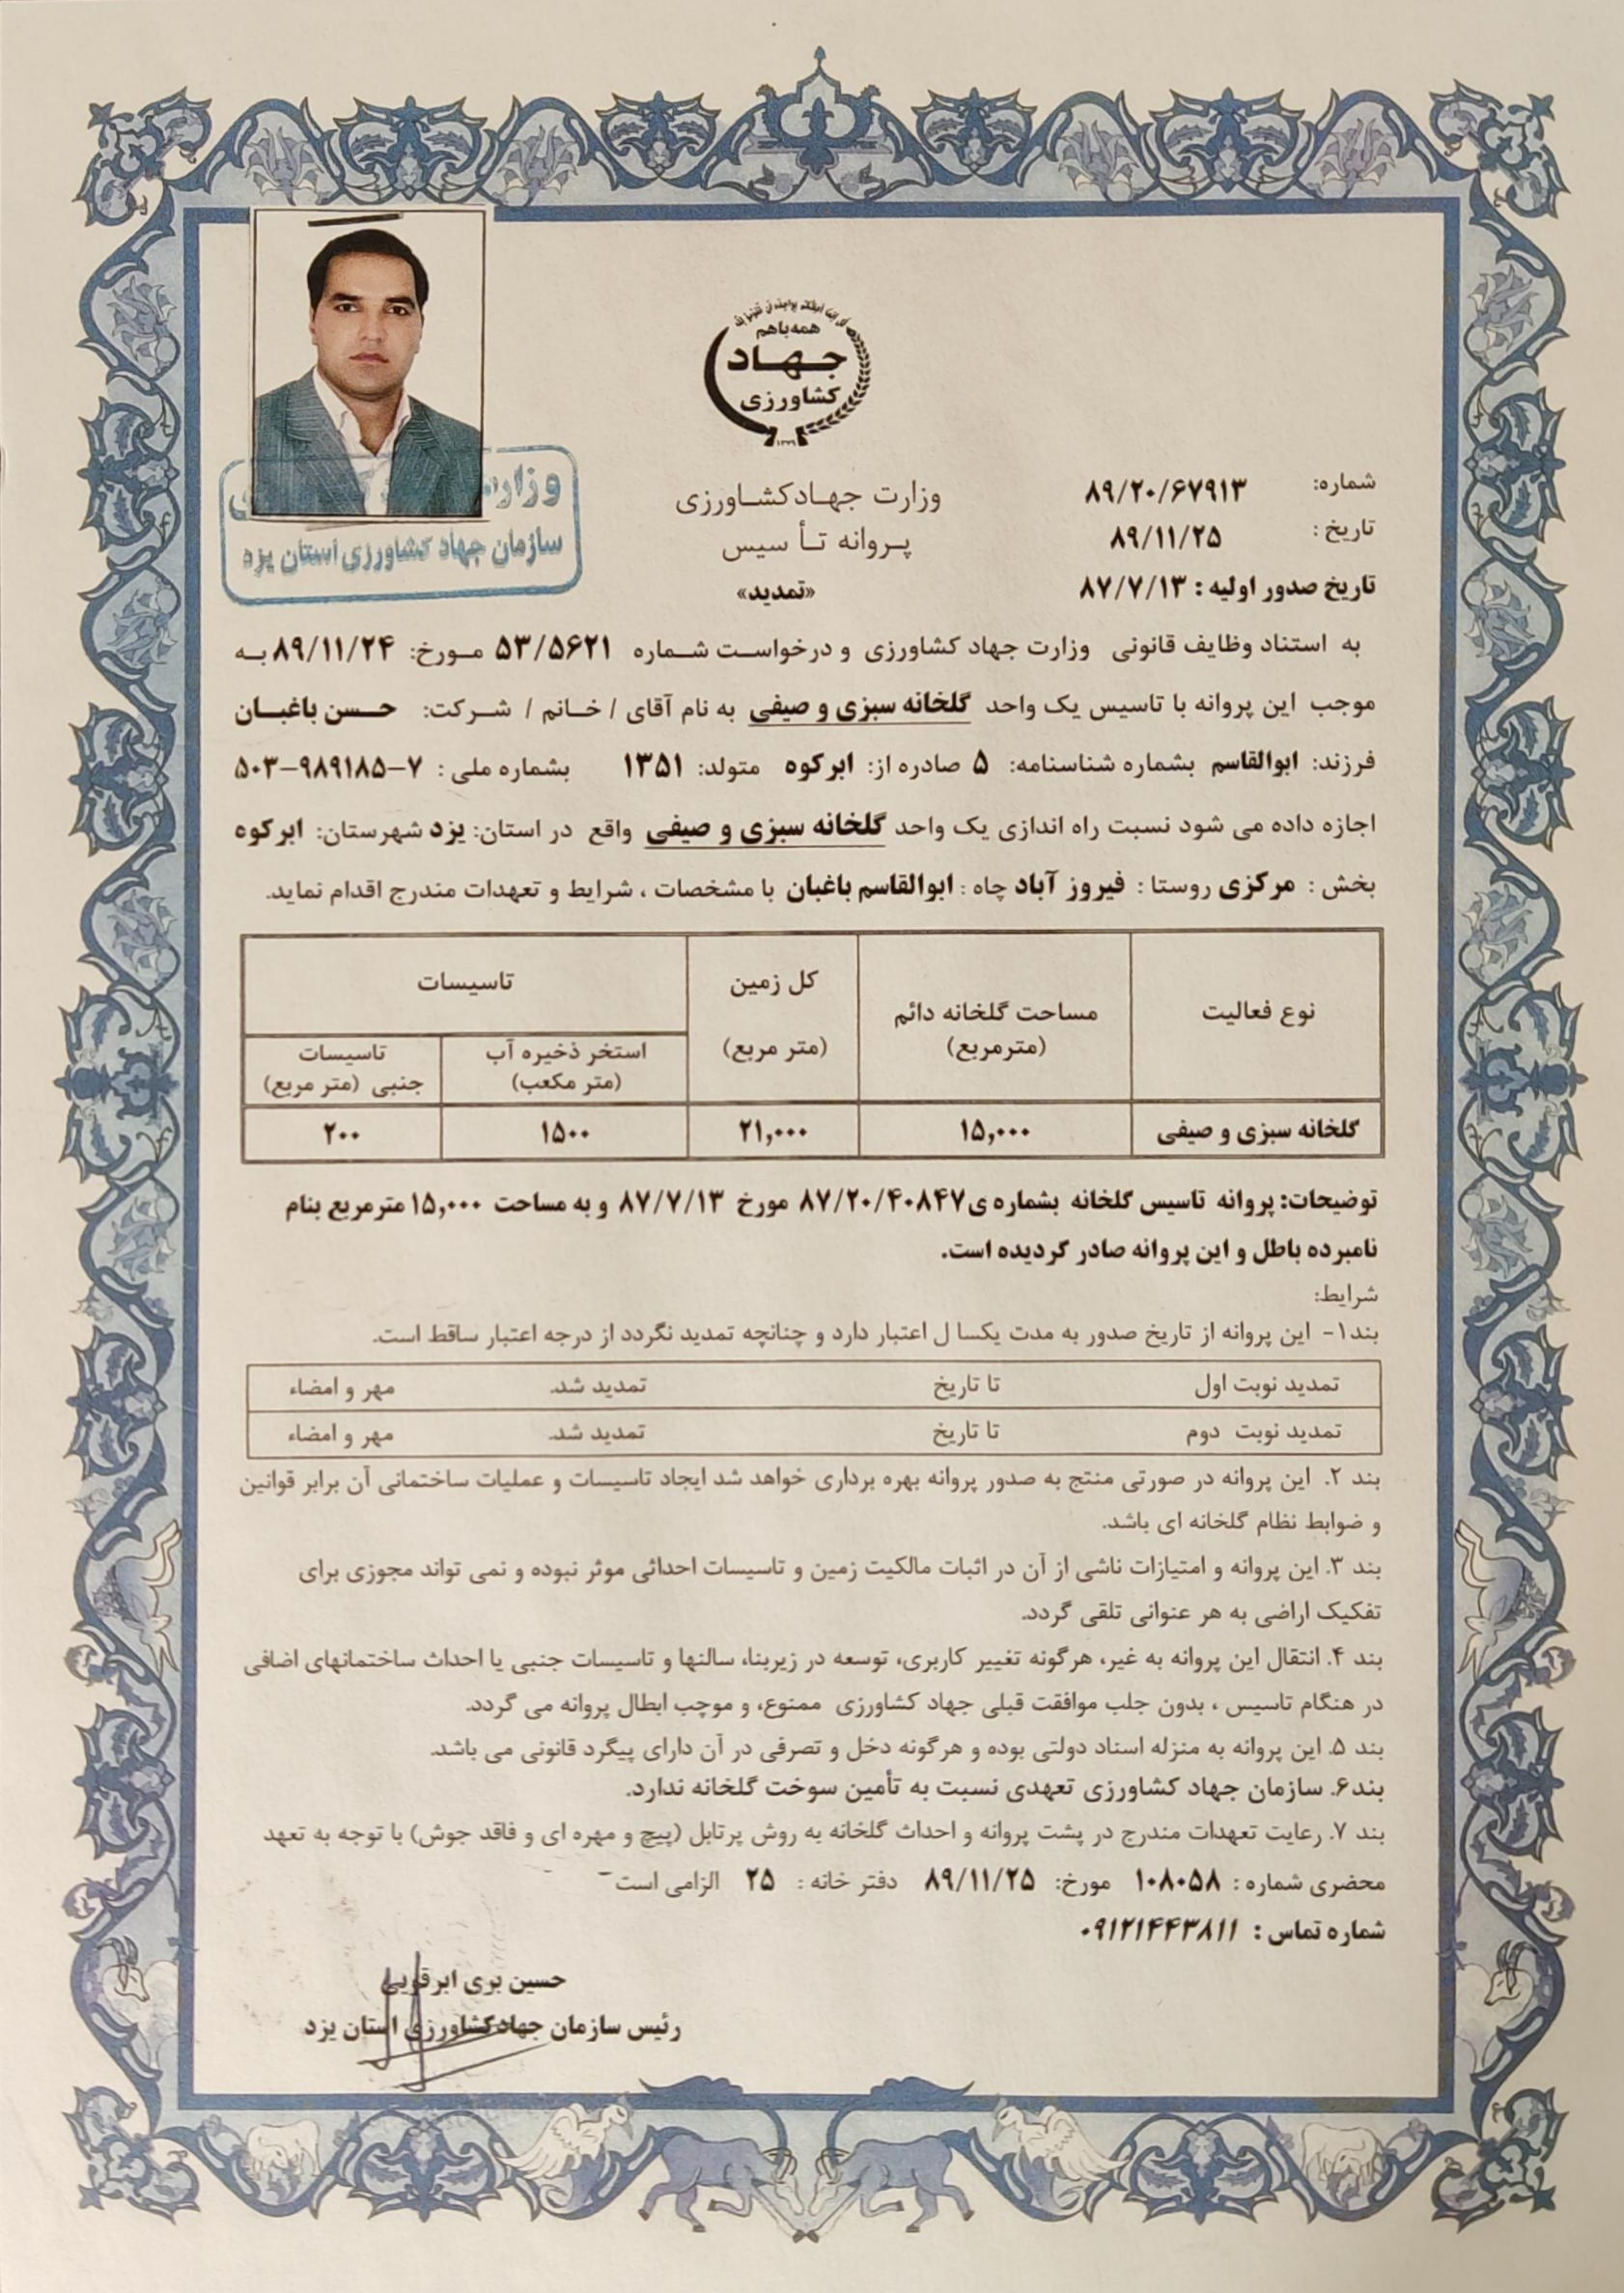 همه با هم
جهاد
کشاورزی
۱۳۷۹
وزارت جهادکشاورزی
پروانه تأسیس
«تمدید»
شماره: ۸۹/۲۰/۶۷۹۱۳
تاریخ: ۸۹/۱۱/۲۵
تاریخ صدور اولیه: ۸۷/۷/۱۳
سازمان جهاد کشاورزی استان یزد
به استناد وظایف قانونی وزارت جهاد کشاورزی و درخواست شماره ۵۳/۵۶۲۱ مورخ: ۸۹/۱۱/۲۴ به
موجب این پروانه با تاسیس یک واحد گلخانه سبزی و صیفی به نام آقای / خانم / شرکت: حسن باغبان
فرزند: ابوالقاسم بشماره شناسنامه: ۵ صادره از: ابرکوه متولد: ۱۳۵۱ بشماره ملی: ۷-۹۸۹۱۸۵-۵۰۳
اجازه داده می شود نسبت راه اندازی یک واحد گلخانه سبزی و صیفی واقع در استان: یزد شهرستان: ابرکوه
بخش: مرکزی روستا: فیروز آباد چاه: ابوالقاسم باغبان با مشخصات، شرایط و تعهدات مندرج اقدام نماید.
نوع فعالیت
مساحت گلخانه دائم
(مترمربع)
کل زمین
(متر مربع)
تاسیسات
استخر ذخیره آب
(متر مکعب)
تاسیسات
جنبی (متر مربع)
گلخانه سبزی و صیفی ۱۵,۰۰۰ ۲۱,۰۰۰ ۱۵۰۰ ۲۰۰
توضیحات: پروانه تاسیس گلخانه بشماره ی ۸۷/۲۰/۴۰۸۴۷ مورخ ۸۷/۷/۱۳ و به مساحت ۱۵,۰۰۰ مترمربع بنام
نامبرده باطل و این پروانه صادر گردیده است.
شرایط:
بند۱- این پروانه از تاریخ صدور به مدت یکسال اعتبار دارد و چنانچه تمدید نگردد از درجه اعتبار ساقط است.
تمدید نوبت اول تا تاریخ تمدید شد. مهر و امضاء
تمدید نوبت دوم تا تاریخ تمدید شد. مهر و امضاء
بند ۲. این پروانه در صورتی منتج به صدور پروانه بهره برداری خواهد شد ایجاد تاسیسات و عملیات ساختمانی آن برابر قوانین
و ضوابط نظام گلخانه ای باشد.
بند ۳. این پروانه و امتیازات ناشی از آن در اثبات مالکیت زمین و تاسیسات احداثی موثر نبوده و نمی تواند مجوزی برای
تفکیک اراضی به هر عنوانی تلقی گردد.
بند ۴. انتقال این پروانه به غیر، هرگونه تغییر کاربری، توسعه در زیربنا، سالنها و تاسیسات جنبی یا احداث ساختمانهای اضافی
در هنگام تاسیس، بدون جلب موافقت قبلی جهاد کشاورزی ممنوع، و موجب ابطال پروانه می گردد.
بند ۵. این پروانه به منزله اسناد دولتی بوده و هرگونه دخل و تصرفی در آن دارای پیگرد قانونی می باشد.
بند۶. سازمان جهاد کشاورزی تعهدی نسبت به تأمین سوخت گلخانه ندارد.
بند ۷. رعایت تعهدات مندرج در پشت پروانه و احداث گلخانه به روش پرتابل (پیچ و مهره ای و فاقد جوش) با توجه به تعهد
محضری شماره: ۱۰۸۰۵۸ مورخ: ۸۹/۱۱/۲۵ دفتر خانه: ۲۵ الزامی است
شماره تماس: ۰۹۱۲۱۴۴۳۸۱۱
حسین بری ابرقویی
رئیس سازمان جهادکشاورزی استان یزد